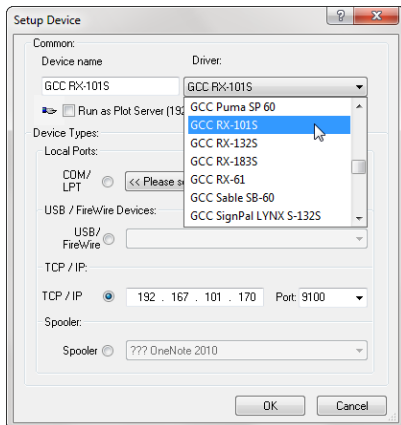 Setup Device
Common:
Device name
Driver:
GCC RX-101S
GCC RX-101S
Run as Plot Server (192
GCC Puma SP 60
GCC RX-101S
GCC RX-132S
GCC RX-183S
GCC RX-61
GCC Sable SB-60
GCC SignPal LYNX S-132S
Device Types:
Local Ports:
COM/
LPT
<< Please se
USB / FireWire Devices:
USB/
FireWire
TCP / IP:
TCP / IP
192 . 167 . 101 . 170
Port: 9100
Spooler:
Spooler
??? OneNote 2010
OK
Cancel